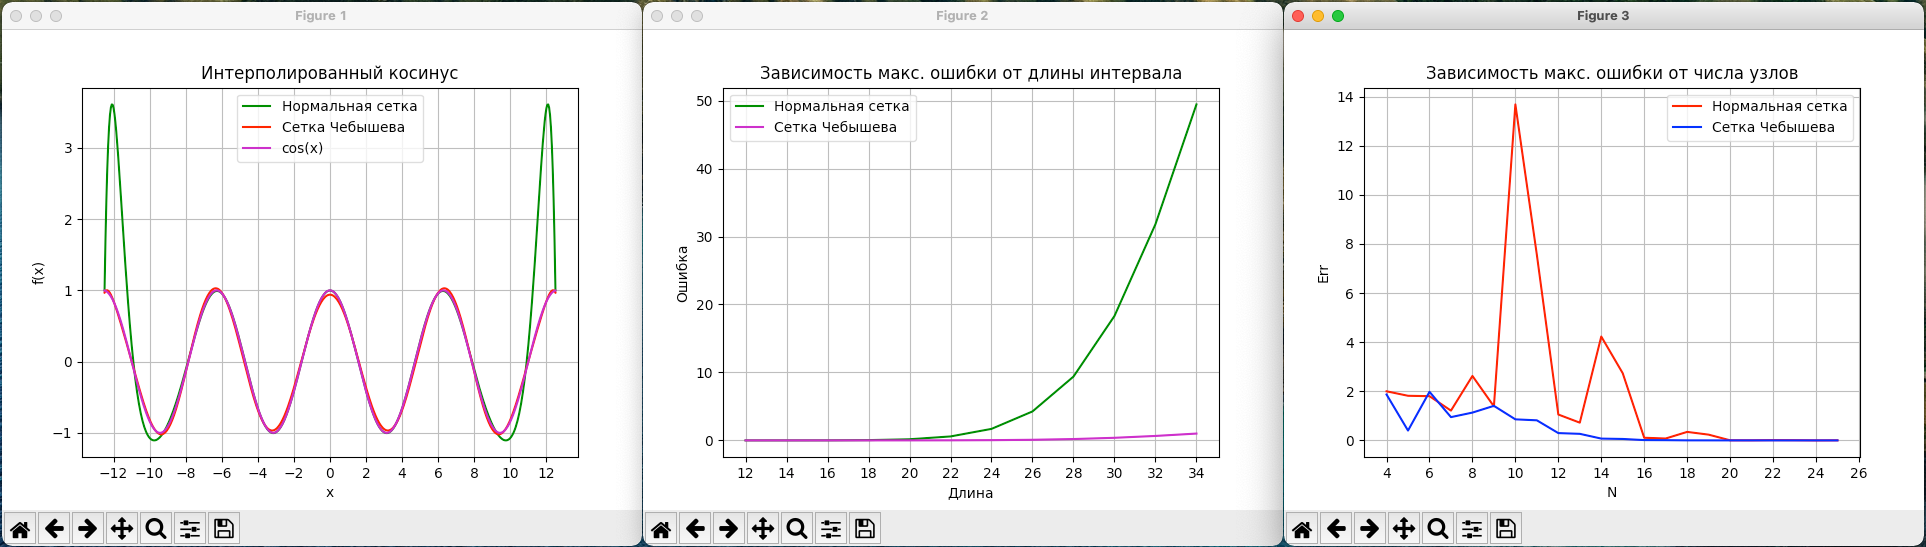 Figure 1
Интерполированный косинус
Нормальная сетка
Сетка Чебышева
cos(x)
f(x)
3
2
1
0
−1
−12 −10 −8 −6 −4 −2 0 2 4 6 8 10 12
x
Figure 2
Зависимость макс. ошибки от длины интервала
Нормальная сетка
Сетка Чебышева
Ошибка
50
40
30
20
10
0
12 14 16 18 20 22 24 26 28 30 32 34
Длина
Figure 3
Зависимость макс. ошибки от числа узлов
Нормальная сетка
Сетка Чебышева
Err
14
12
10
8
6
4
2
0
4 6 8 10 12 14 16 18 20 22 24 26
N